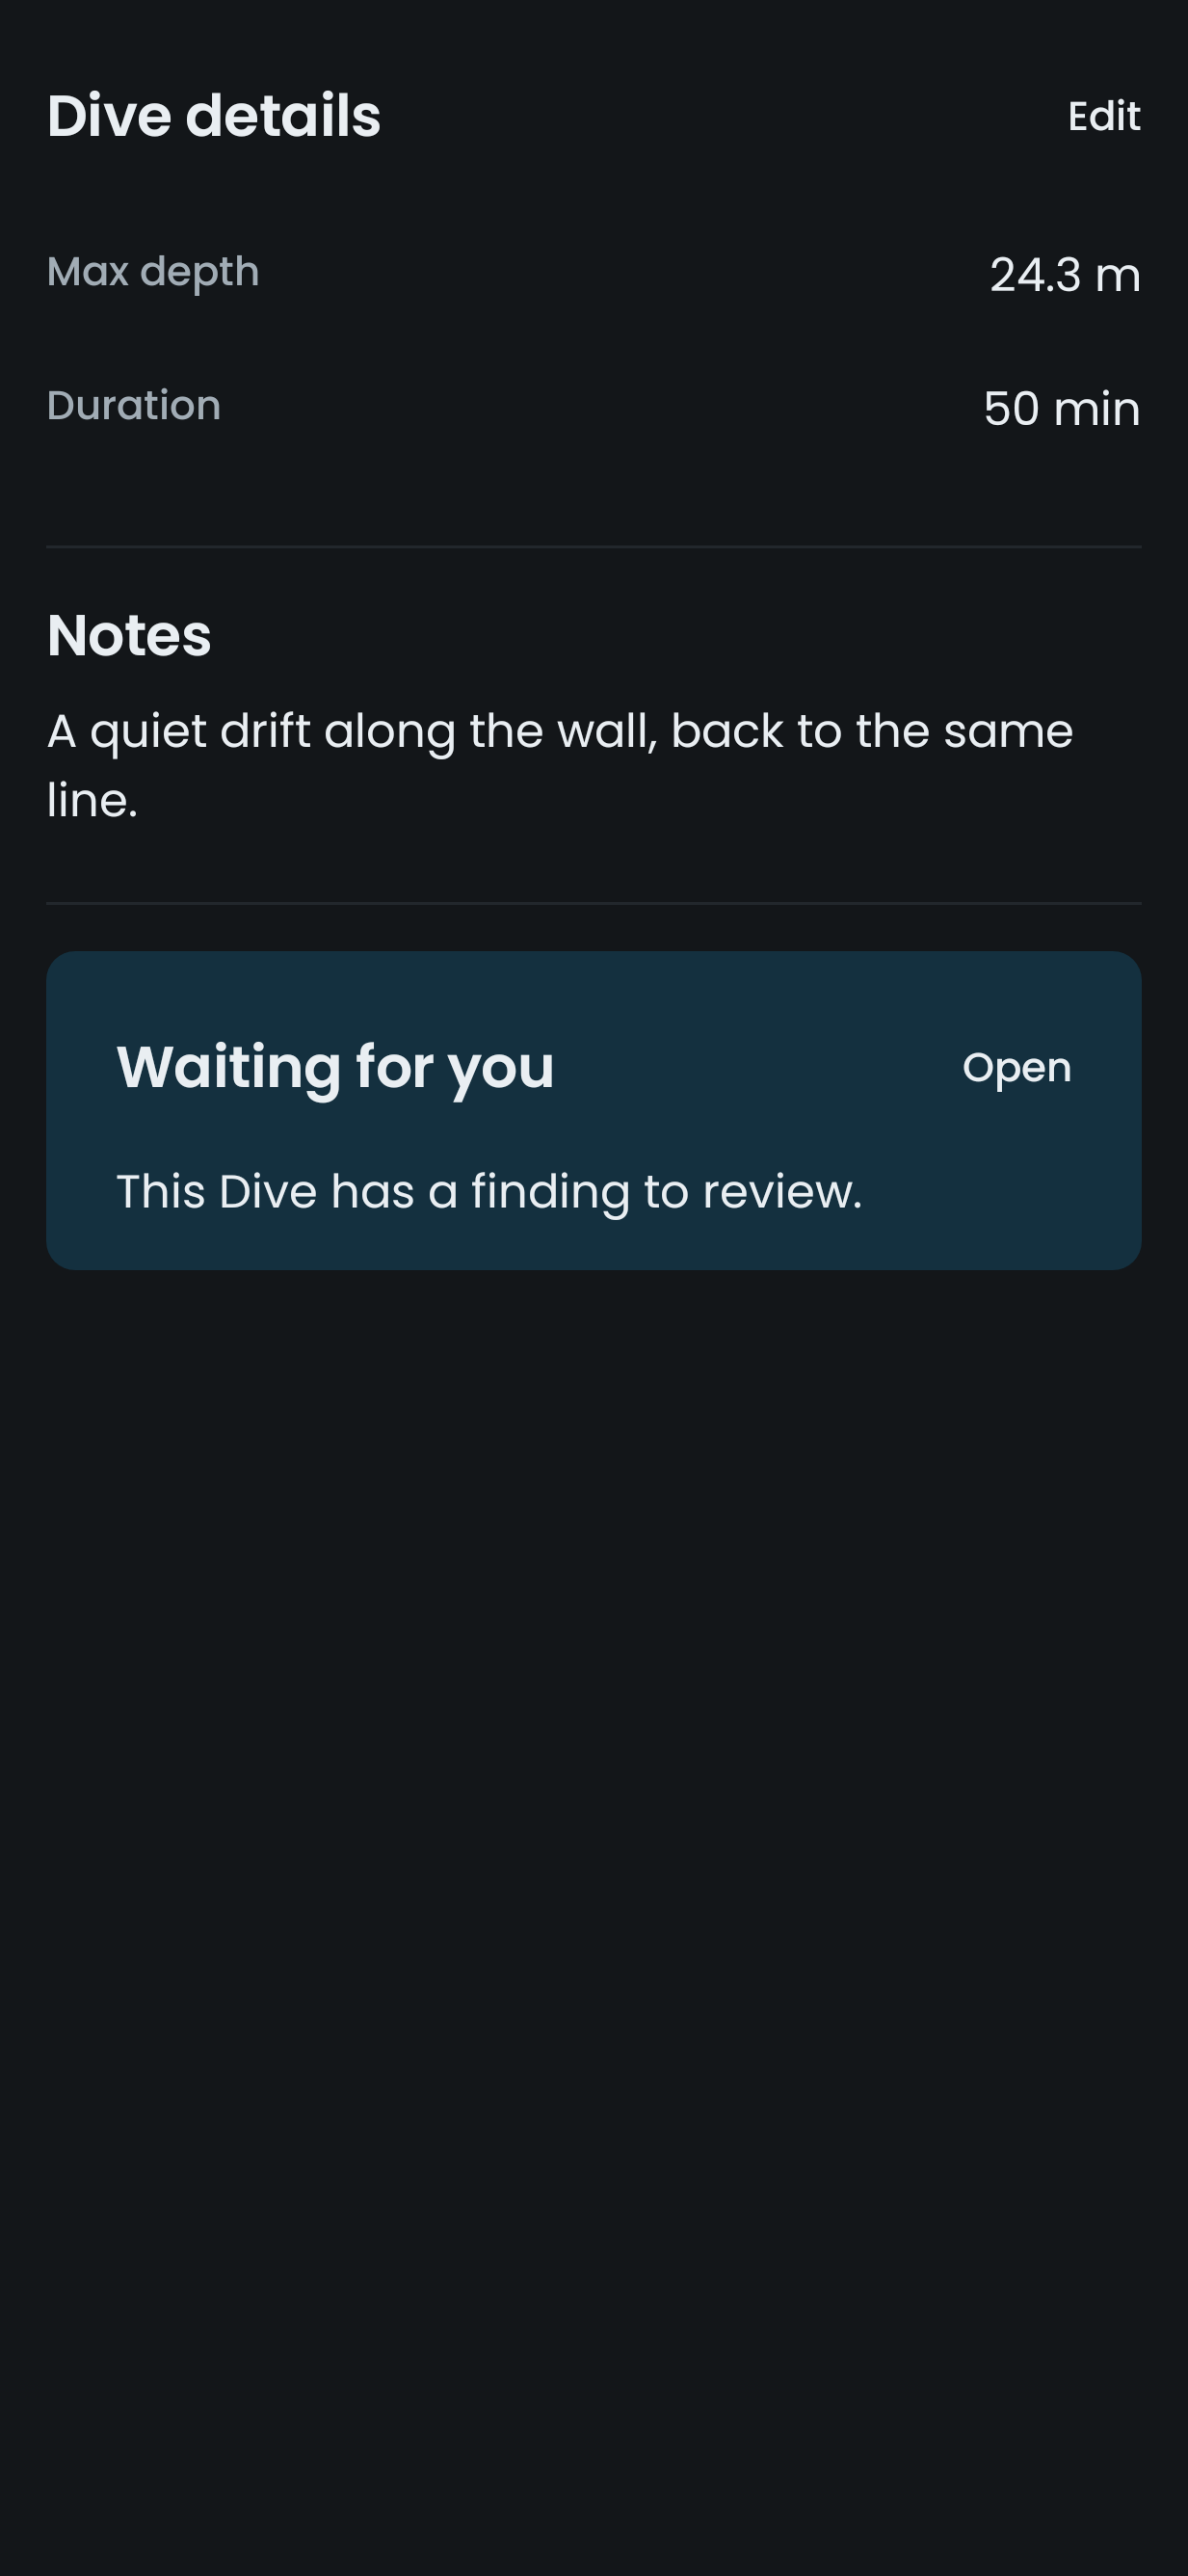 Dive details
Edit
Max depth
24.3 m
Duration
50 min
Notes
A quiet drift along the wall, back to the same
line.
Waiting for you
Open
This Dive has a finding to review.